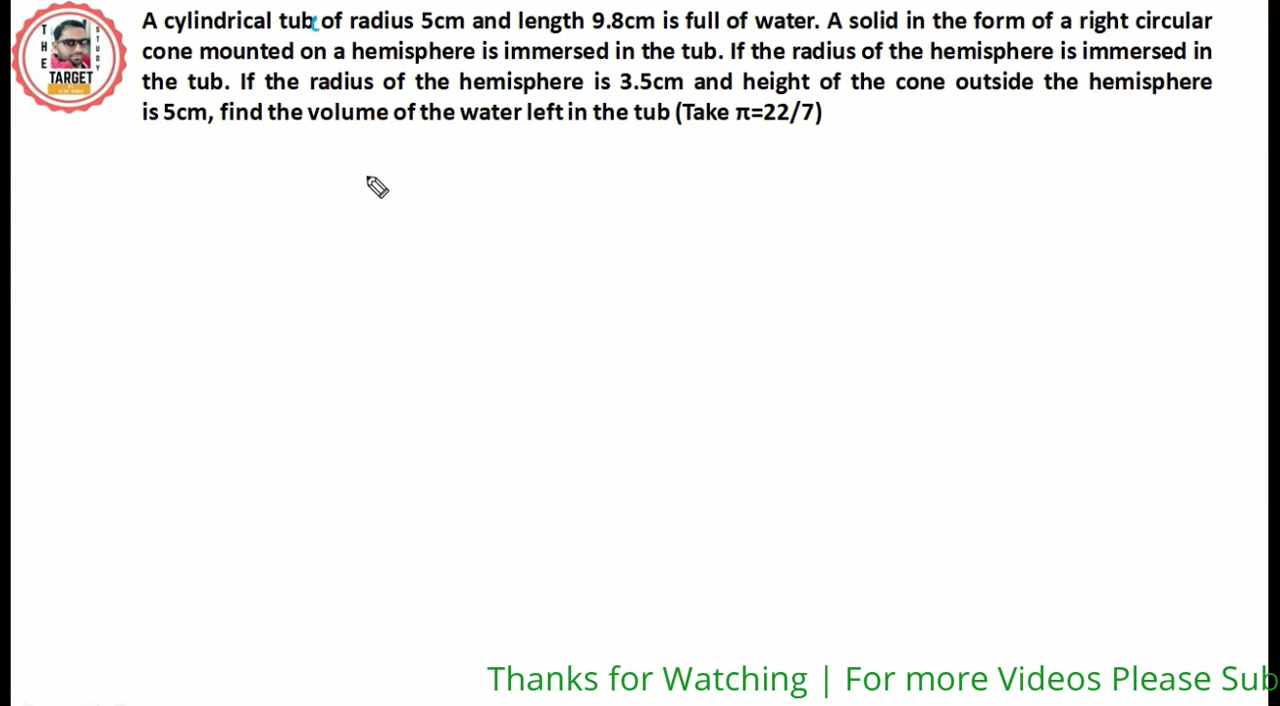 A cylindrical tub of radius 5cm and length 9.8cm is full of water. A solid in the form of a right circular
cone mounted on a hemisphere is immersed in the tub. If the radius of the hemisphere is immersed in
the tub. If the radius of the hemisphere is 3.5cm and height of the cone outside the hemisphere
is 5cm, find the volume of the water left in the tub (Take π=22/7)
THE
STUDY
TARGET
Thanks for Watching | For more Videos Please Sub